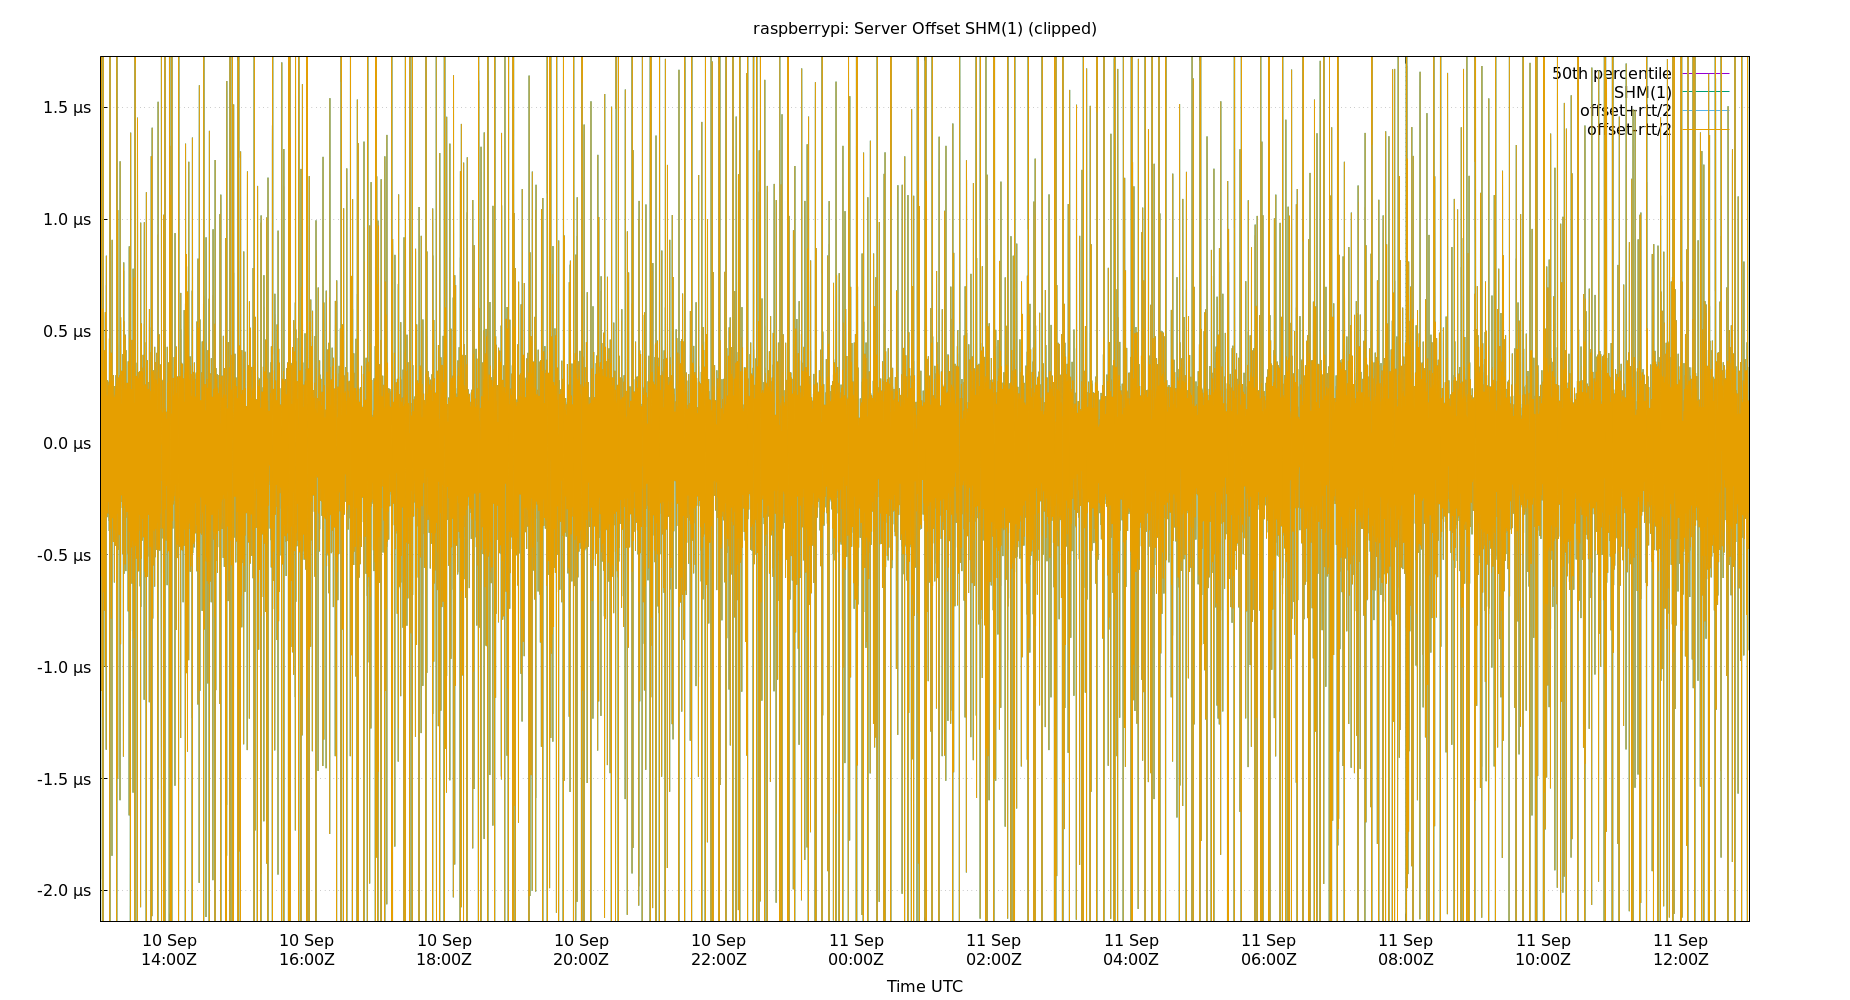 raspberrypi: Server Offset SHM(1) (clipped)
50th percentile
SHM(1)
offset+rtt/2
offset-rtt/2
1.5 µs
1.0 µs
0.5 µs
0.0 µs
-0.5 µs
-1.0 µs
-1.5 µs
-2.0 µs
10 Sep 10 Sep 10 Sep 10 Sep 10 Sep 11 Sep 11 Sep 11 Sep 11 Sep 11 Sep 11 Sep 11 Sep
14:00Z 16:00Z 18:00Z 20:00Z 22:00Z 00:00Z 02:00Z 04:00Z 06:00Z 08:00Z 10:00Z 12:00Z
Time UTC